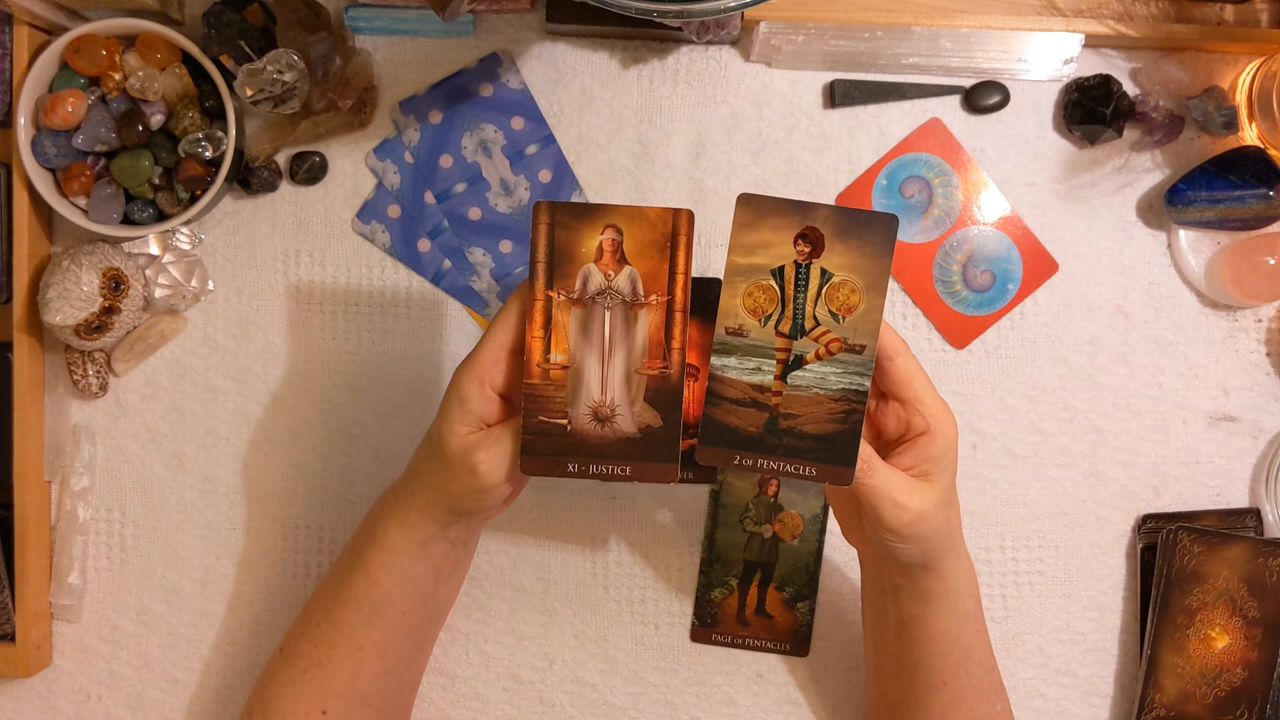 XI - JUSTICE
2 OF PENTACLES
PAGE OF PENTACLES